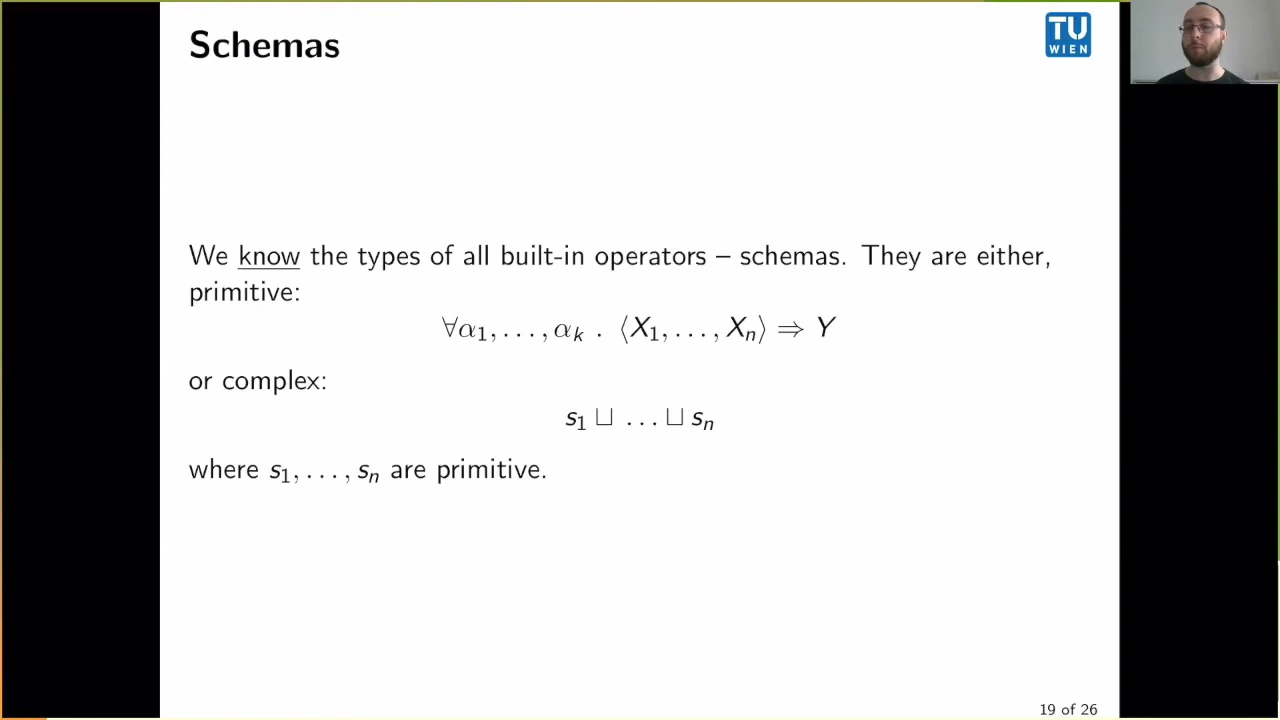 Schemas
TU
WIEN
We know the types of all built-in operators – schemas. They are either,
primitive:
∀α₁, . . . , αₖ . ⟨X₁, . . . , Xₙ⟩ ⇒ Y
or complex:
s₁ ⊔ . . . ⊔ sₙ
where s₁, . . . , sₙ are primitive.
19 of 26